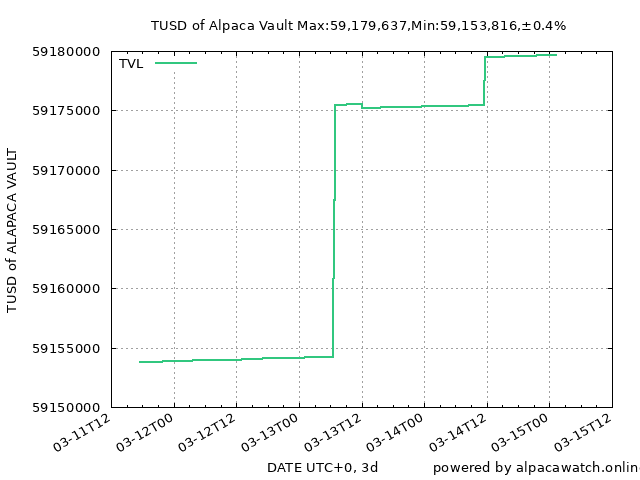 TUSD of Alpaca Vault Max:59,179,637,Min:59,153,816,±0.4%
TVL
59180000
59175000
59170000
59165000
59160000
59155000
59150000
TUSD of ALAPACA VAULT
03-11T12
03-12T00
03-12T12
03-13T00
03-13T12
03-14T00
03-14T12
03-15T00
03-15T12
DATE UTC+0, 3d
powered by alpacawatch.onlin